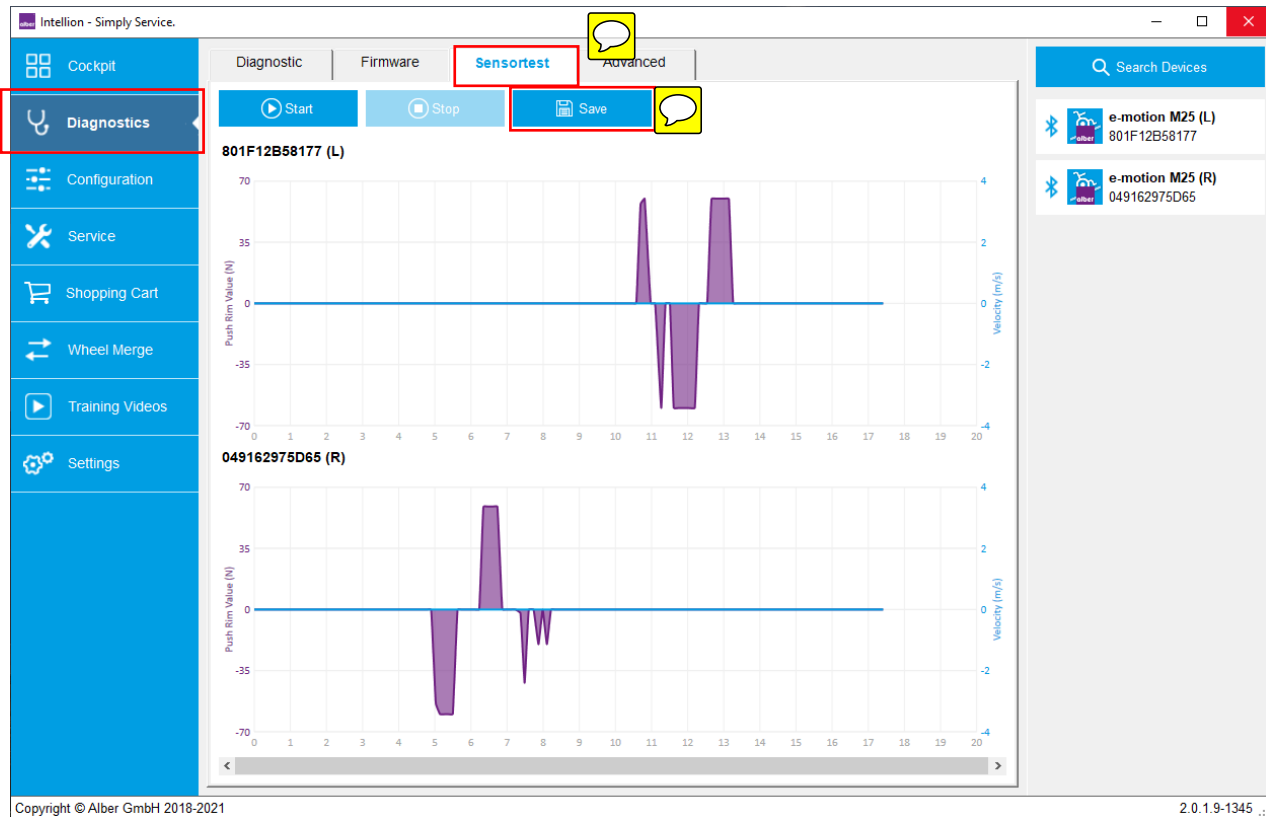 alber Intellion - Simply Service.
Cockpit
Diagnostics
Configuration
Service
Shopping Cart
Wheel Merge
Training Videos
Settings
Diagnostic Firmware Sensortest Advanced
Start Stop Save
801F12B58177 (L)
70 4
35 2
0 0
-35 -2
-70 -4
Push Rim Value (N)
Velocity (m/s)
0 1 2 3 4 5 6 7 8 9 10 11 12 13 14 15 16 17 18 19 20
049162975D65 (R)
70 4
35 2
0 0
-35 -2
-70 -4
Push Rim Value (N)
Velocity (m/s)
0 1 2 3 4 5 6 7 8 9 10 11 12 13 14 15 16 17 18 19 20
Search Devices
alber
e-motion M25 (L)
801F12B58177
alber
e-motion M25 (R)
049162975D65
Copyright © Alber GmbH 2018-2021
2.0.1.9-1345